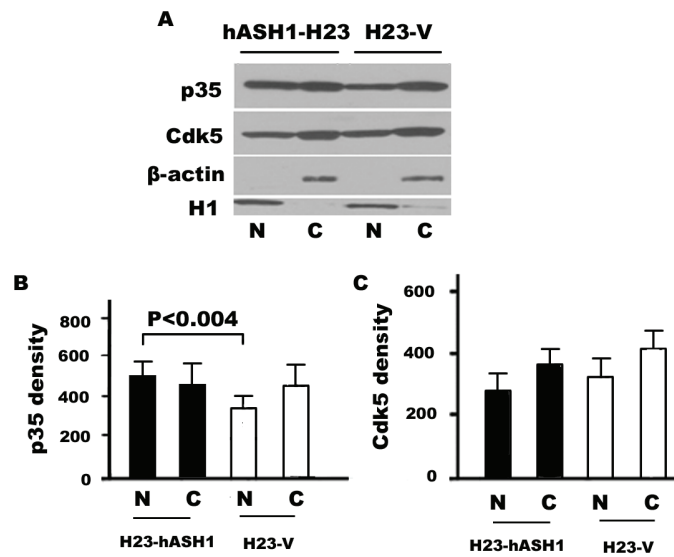 A
hASH1-H23 H23-V
p35
Cdk5
β-actin
H1
N C N C
B
p35 density
800
600
400
200
0
P<0.004
N C N C
H23-hASH1 H23-V
C
Cdk5 density
600
400
200
0
N C N C
H23-hASH1 H23-V